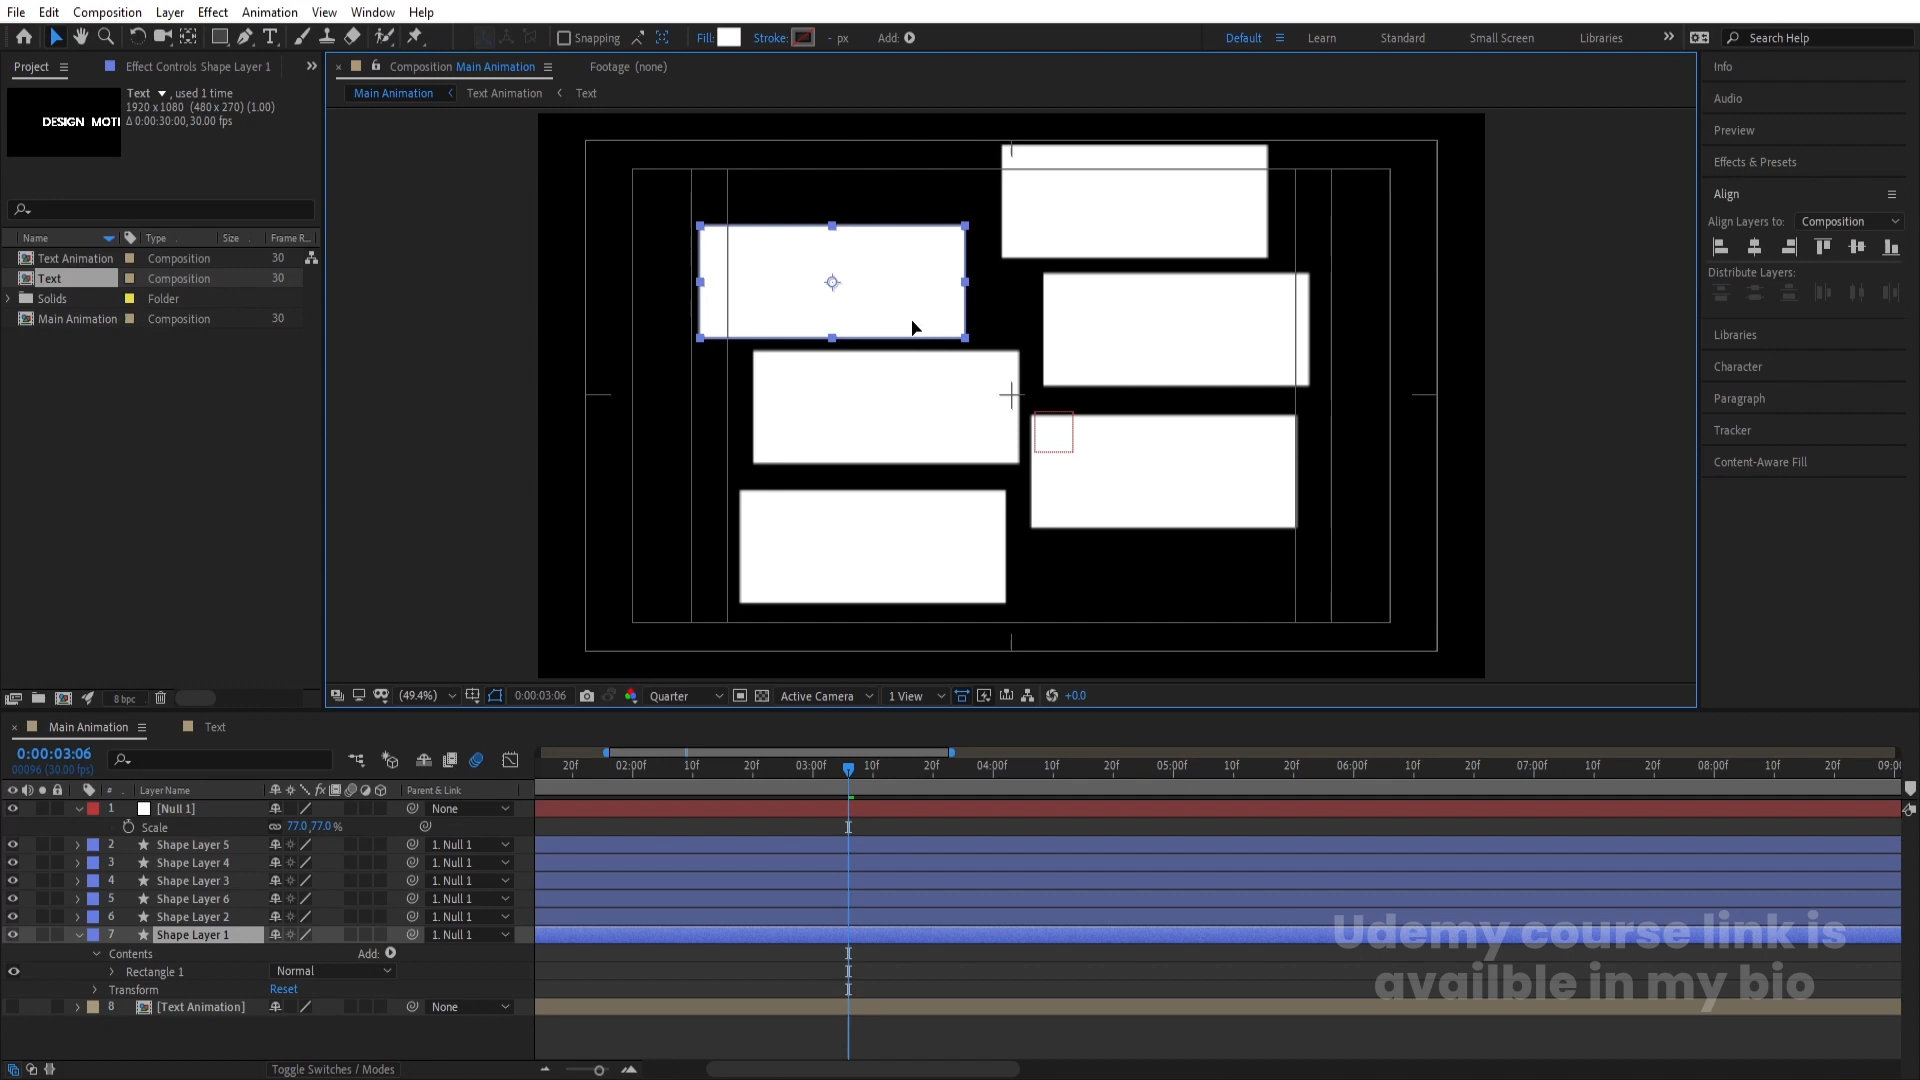 File Edit Composition Layer Effect Animation View Window Help
Snapping Fill: Stroke: - px Add: Default Learn Standard Small Screen Libraries Search Help
Project Effect Controls Shape Layer 1 Composition Main Animation Footage (none) Info
Text , used 1 time
1920 x 1080 (480 x 270) (1.00)
Δ 0:00:30:00, 30.00 fps
DESIGN MOTI
Main Animation Text Animation Text
Audio
Preview
Effects & Presets
Align
Align Layers to: Composition
Distribute Layers:
Libraries
Character
Paragraph
Tracker
Content-Aware Fill
Name Type Size Frame R...
Text Animation Composition 30
Text Composition 30
Solids Folder
Main Animation Composition 30
8 bpc (49.4%) 0:00:03:06 Quarter Active Camera 1 View +0.0
Main Animation Text
0:00:03:06
00096 (30.00 fps)
20f 02:00f 10f 20f 03:00f 10f 20f 04:00f 10f 20f 05:00f 10f 20f 06:00f 10f 20f 07:00f 10f 20f 08:00f 10f 20f 09:00
# Layer Name fx Parent & Link
1 [Null 1] None
Scale 77.0,77.0 %
2 Shape Layer 5 1. Null 1
3 Shape Layer 4 1. Null 1
4 Shape Layer 3 1. Null 1
5 Shape Layer 6 1. Null 1
6 Shape Layer 2 1. Null 1
7 Shape Layer 1 1. Null 1
Contents Add:
Rectangle 1 Normal
Transform Reset
8 [Text Animation] None
Toggle Switches / Modes
Udemy course link is
availble in my bio